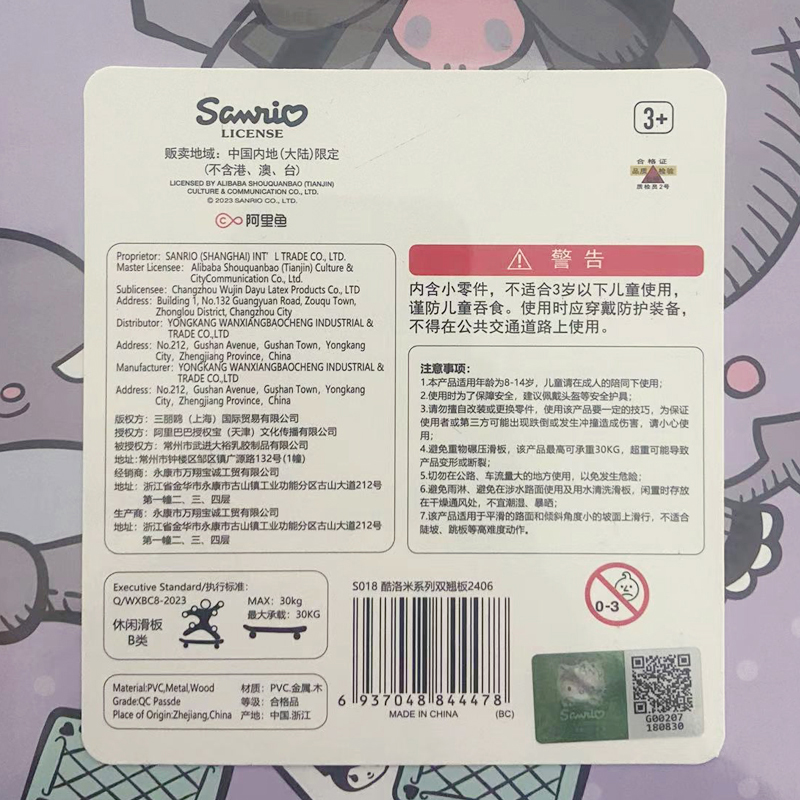 Sanrio
LICENSE
贩卖地域：中国内地(大陆)限定
(不含港、澳、台)
LICENSED BY ALIBABA SHOUQUANBAO (TIANJIN)
CULTURE & COMMUNICATION CO., LTD.
© 2023 SANRIO CO., LTD.
阿里鱼
3+
合格证
品质 检验
质检员2号
Proprietor: SANRIO (SHANGHAI) INT' L TRADE CO., LTD.
Master Licensee: Alibaba Shouquanbao (Tianjin) Culture &
CityCommunication Co., Ltd.
Sublicensee: Changzhou Wujin Dayu Latex Products Co., LTD
Address: Building 1, No.132 Guangyuan Road, Zouqu Town,
Zhonglou District, Changzhou City
Distributor: YONGKANG WANXIANGBAOCHENG INDUSTRIAL &
TRADE CO.,LTD
Address: No.212, Gushan Avenue, Gushan Town, Yongkang
City, Zhengjiang Province, China
Manufacturer: YONGKANG WANXIANGBAOCHENG INDUSTRIAL &
TRADE CO.,LTD.
Address: No.212, Gushan Avenue, Gushan Town, Yongkang
City, Zhengjiang Province, China
版权方：三丽鸥（上海）国际贸易有限公司
授权方：阿里巴巴授权宝（天津）文化传播有限公司
被授权方：常州市武进大裕乳胶制品有限公司
地址：常州市钟楼区邹区镇广源路132号(1幢)
经销商：永康市万翔宝诚工贸有限公司
地址：浙江省金华市永康市古山镇工业功能分区古山大道212号
第一幢二、三、四层
生产商：永康市万翔宝诚工贸有限公司
地址：浙江省金华市永康市古山镇工业功能分区古山大道212号
第一幢二、三、四层
警告
内含小零件，不适合3岁以下儿童使用，
谨防儿童吞食。使用时应穿戴防护装备，
不得在公共交通道路上使用。
注意事项：
1.本产品适用年龄为8-14岁，儿童请在成人的陪同下使用；
2.使用时为了保障安全，建议佩戴头盔等安全护具；
3.请勿擅自改装或更换零件，使用该产品要一定的技巧，为保证
使用者或第三方可能出现跌倒或发生冲撞造成伤害，请小心使
用；
4.避免重物碾压滑板，该产品最高可承重30KG，超重可能导致
产品变形或断裂；
5.切勿在公路、车流量大的地方使用，以免发生危险；
6.避免雨淋、避免在涉水路面使用及用水清洗滑板，闲置时存放
在干燥通风处，不宜潮湿、暴晒。
7.该产品适用于平滑的路面和倾斜角度小的坡面上滑行，不适合
陡坡、跳板等高难度动作。
Executive Standard/执行标准：
Q/WXBC8-2023
休闲滑板
B类
MAX：30kg
最大承载：30KG
S018 酷洛米系列双翘板2406
6 937048 844478
MADE IN CHINA (BC)
0-3
Material:PVC,Metal,Wood
Grade:QC Passde
Place of Origin:Zhejiang,China
材质：PVC.金属.木
等级：合格品
产地：中国.浙江
Sanrio
G00207
180830